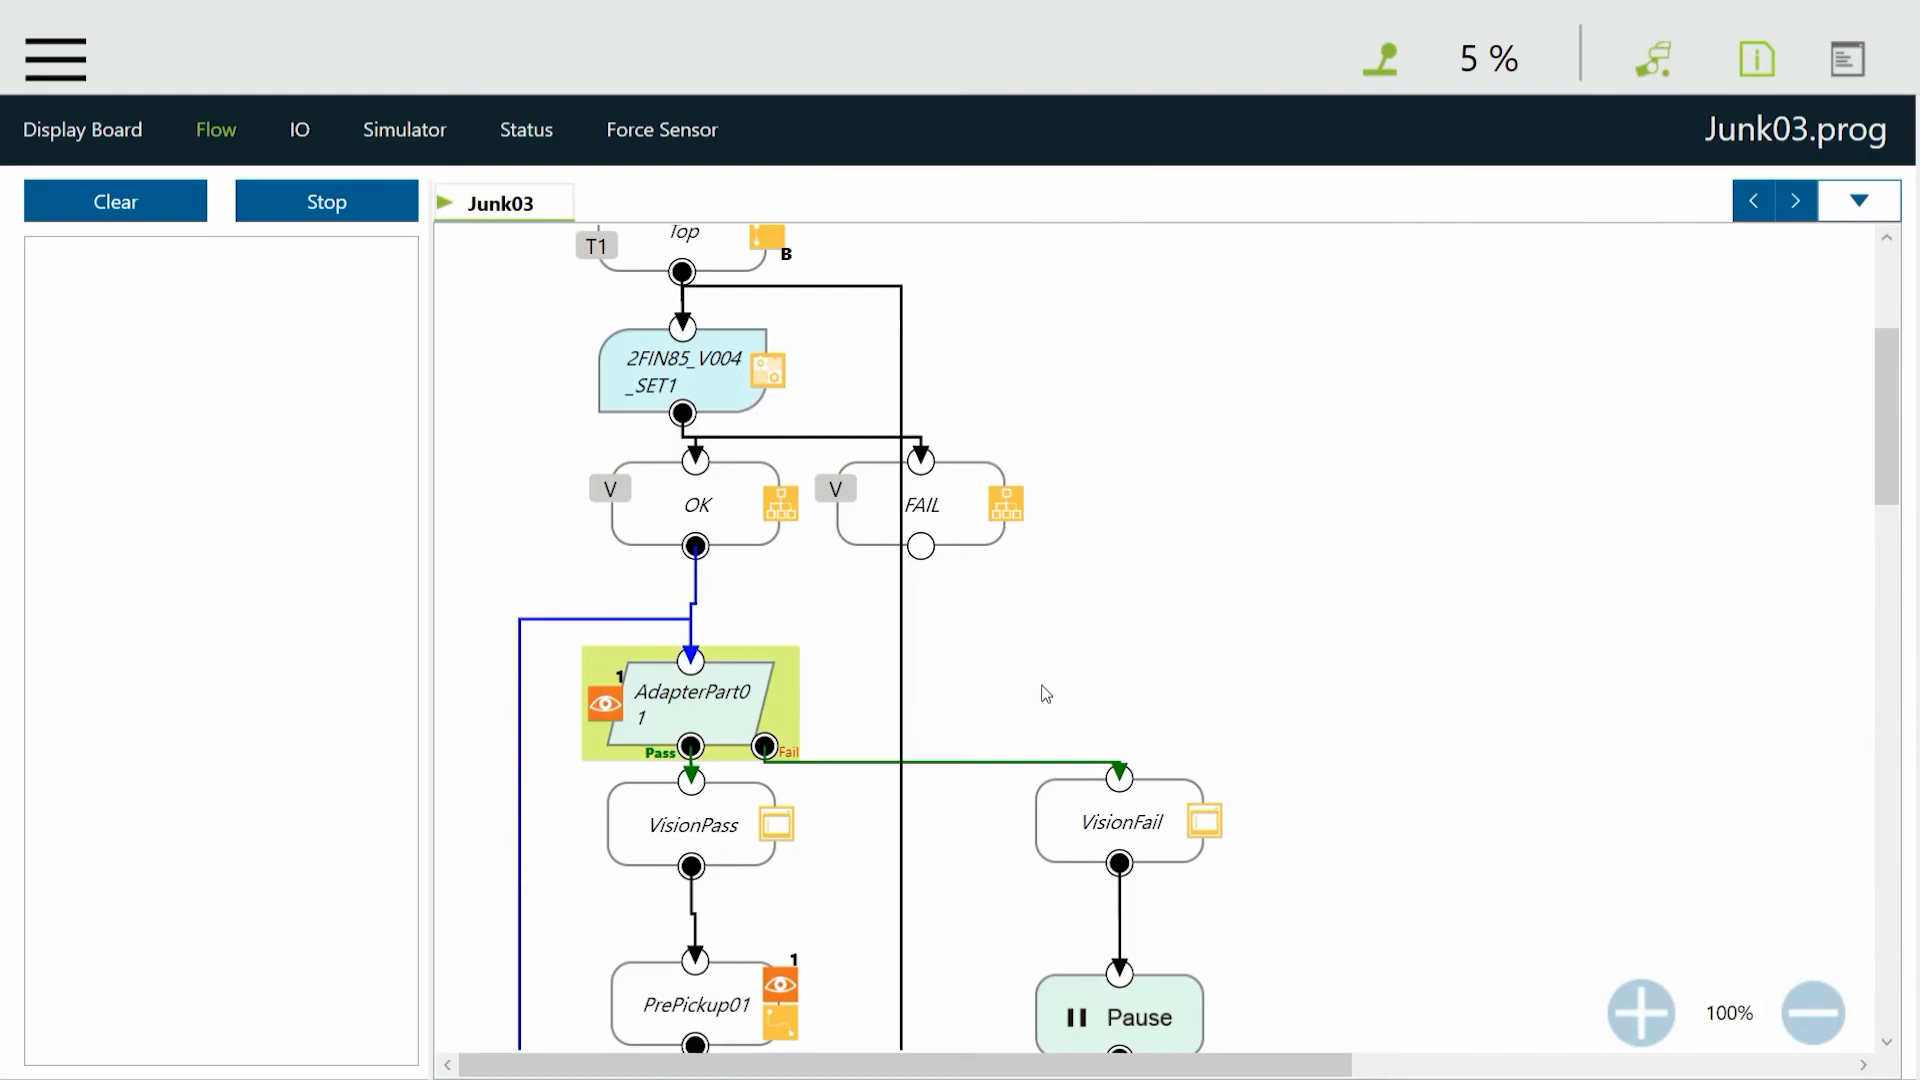 5 %
Display Board
Flow
IO
Simulator
Status
Force Sensor
Junk03.prog
Clear
Stop
Junk03
Top
T1
B
2FIN85_V004
_SET1
V
OK
V
FAIL
1
AdapterPart0
1
Pass
Fail
VisionPass
VisionFail
1
PrePickup01
Pause
100%